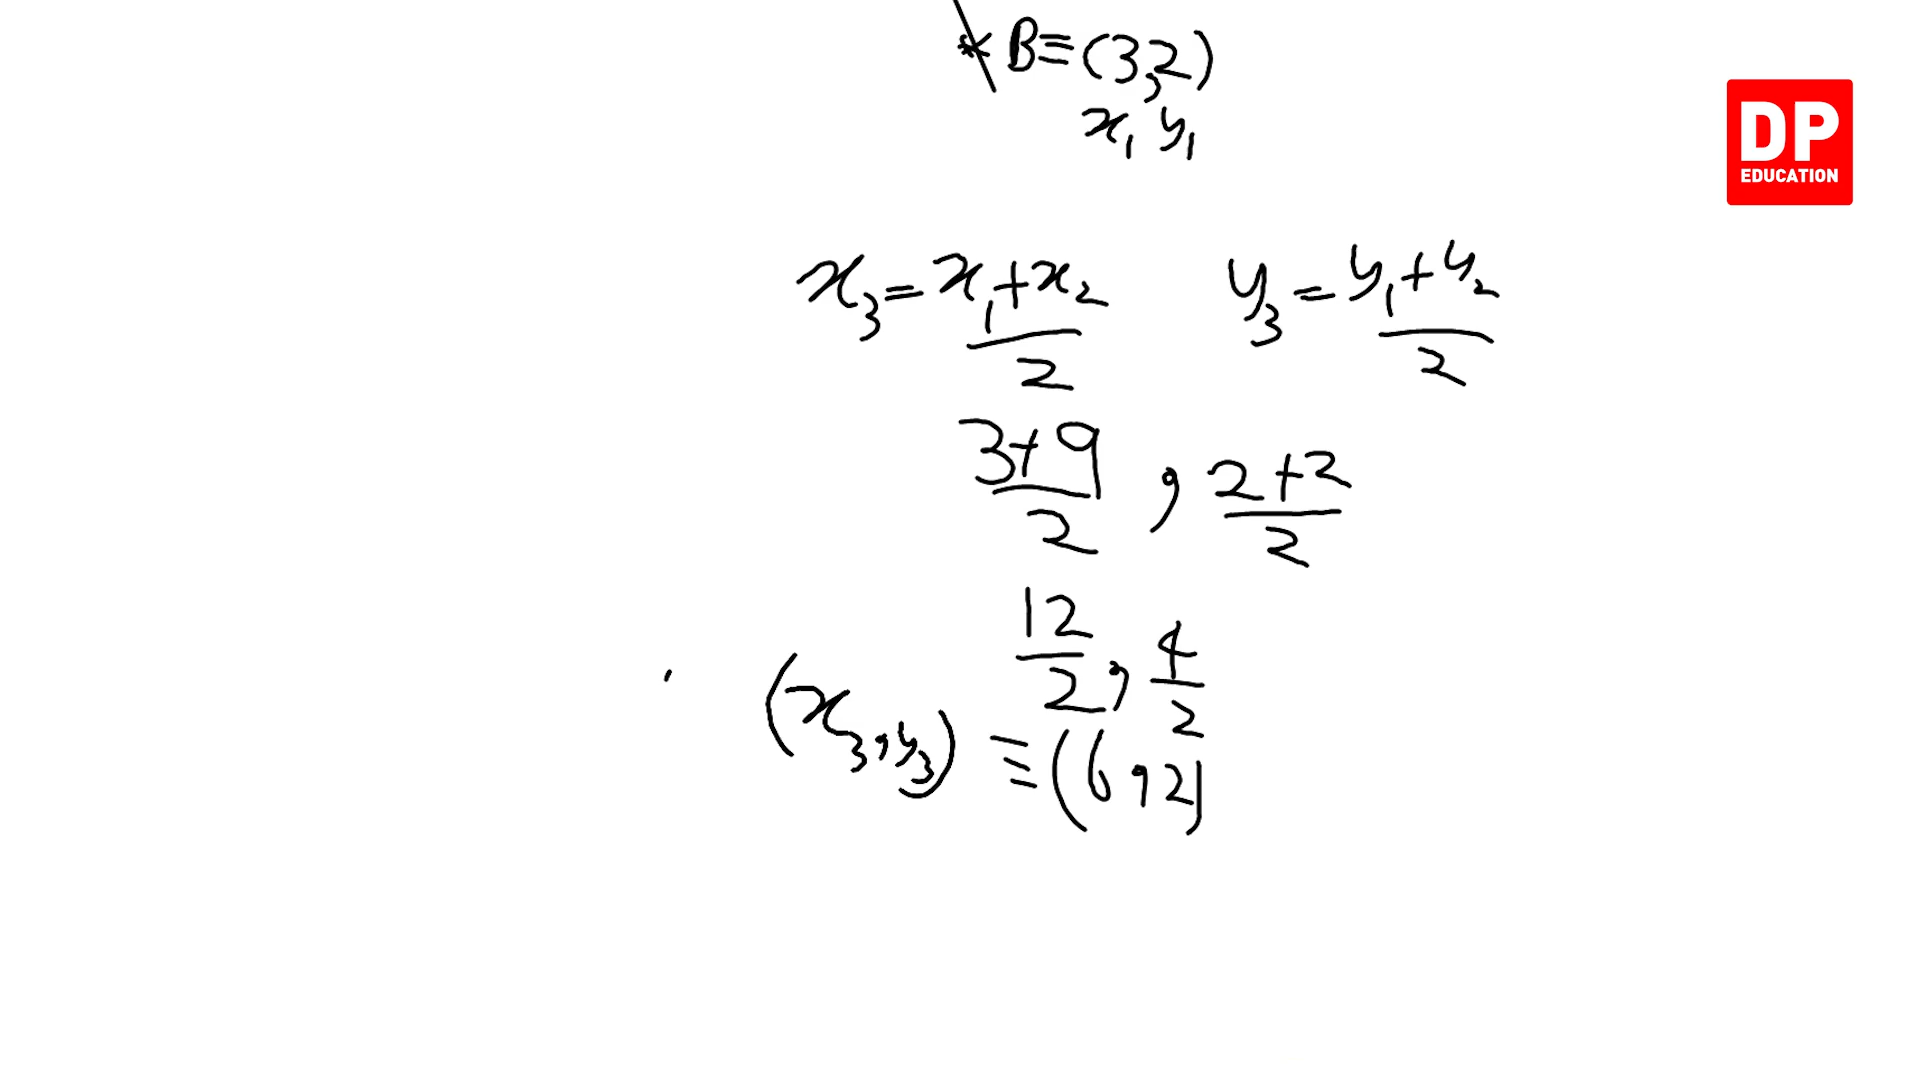 * B≡(3,2)
x₁ y₁
DP
EDUCATION
x₃ = (x₁+x₂)/2    y₃ = (y₁+y₂)/2
(3+9)/2 , (2+2)/2
12/2 , 4/2
(x₃,y₃) ≡ (6,2)